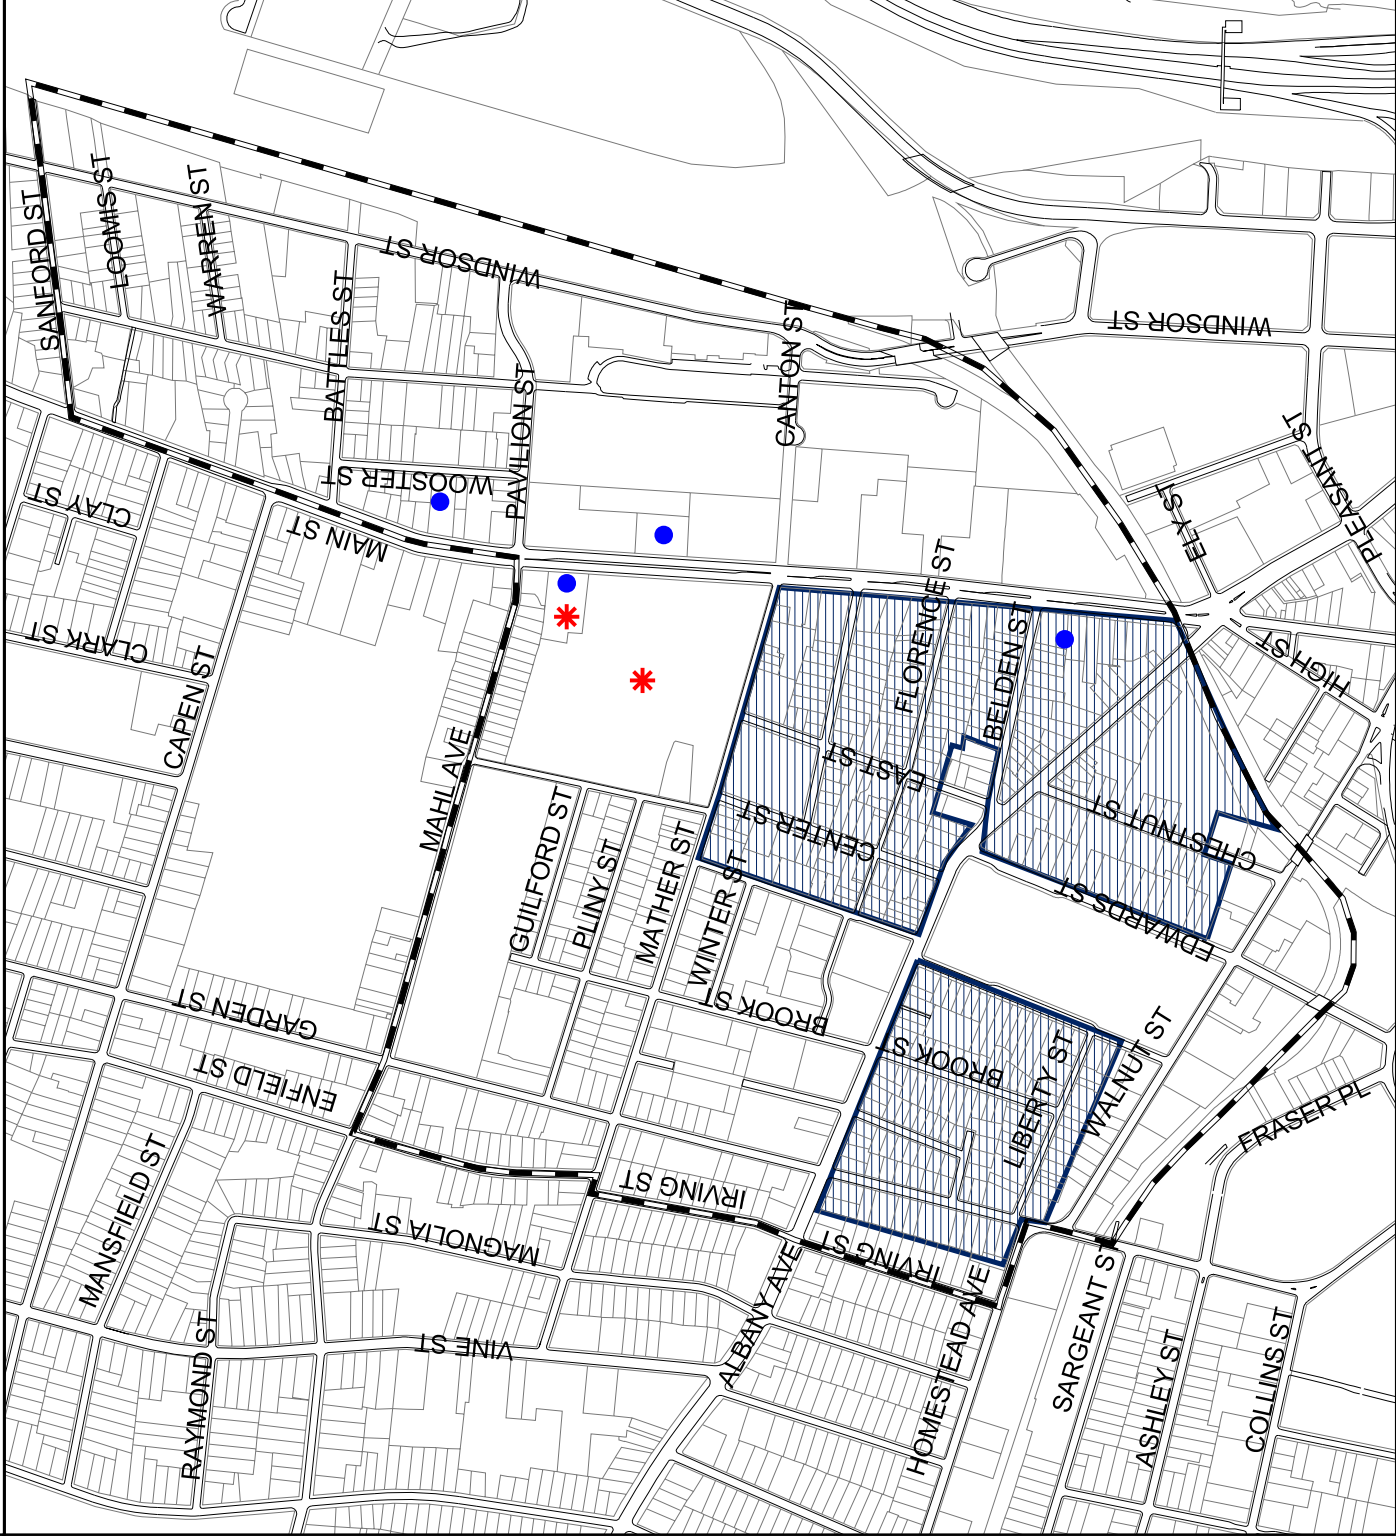 SANFORD ST
LOOMIS ST
WARREN ST
WINDSOR ST
BATTLES ST
CANTON ST
WINDSOR ST
PAVILION ST
WOOSTER ST
CLAY ST
MAIN ST
ELY ST
PLEASANT ST
CLARK ST
CAPEN ST
FLORENCE ST
BELDEN ST
HIGH ST
MAHL AVE
EAST ST
CENTER ST
CHESTNUT ST
GUILFORD ST
PLINY ST
MATHER ST
WINTER ST
EDWARDS ST
GARDEN ST
BROOK ST
BROOK ST
ENFIELD ST
LIBERTY ST
WALNUT ST
FRASER PL
MANSFIELD ST
IRVING ST
MAGNOLIA ST
IRVING ST
VINE ST
RAYMOND ST
ALBANY AVE
HOMESTEAD AVE
SARGEANT ST
ASHLEY ST
COLLINS ST